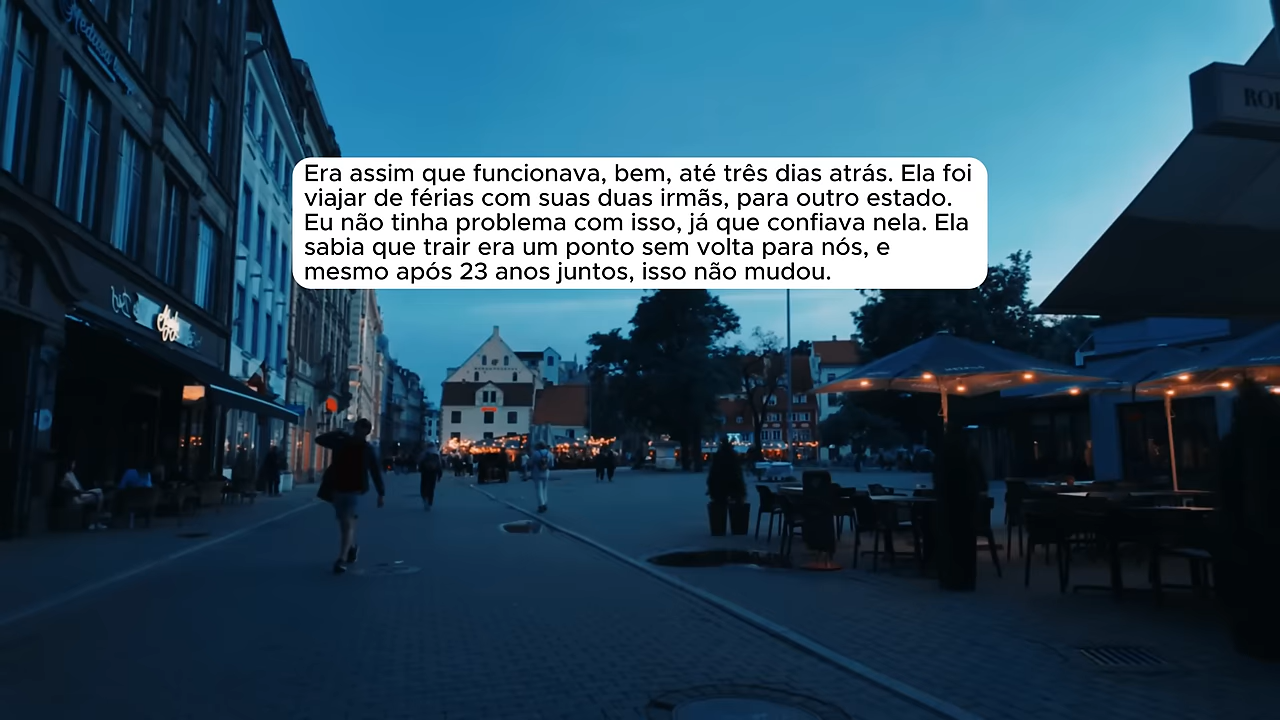 Era assim que funcionava, bem, até três dias atrás. Ela foi
viajar de férias com suas duas irmãs, para outro estado.
Eu não tinha problema com isso, já que confiava nela. Ela
sabia que trair era um ponto sem volta para nós, e
mesmo após 23 anos juntos, isso não mudou.